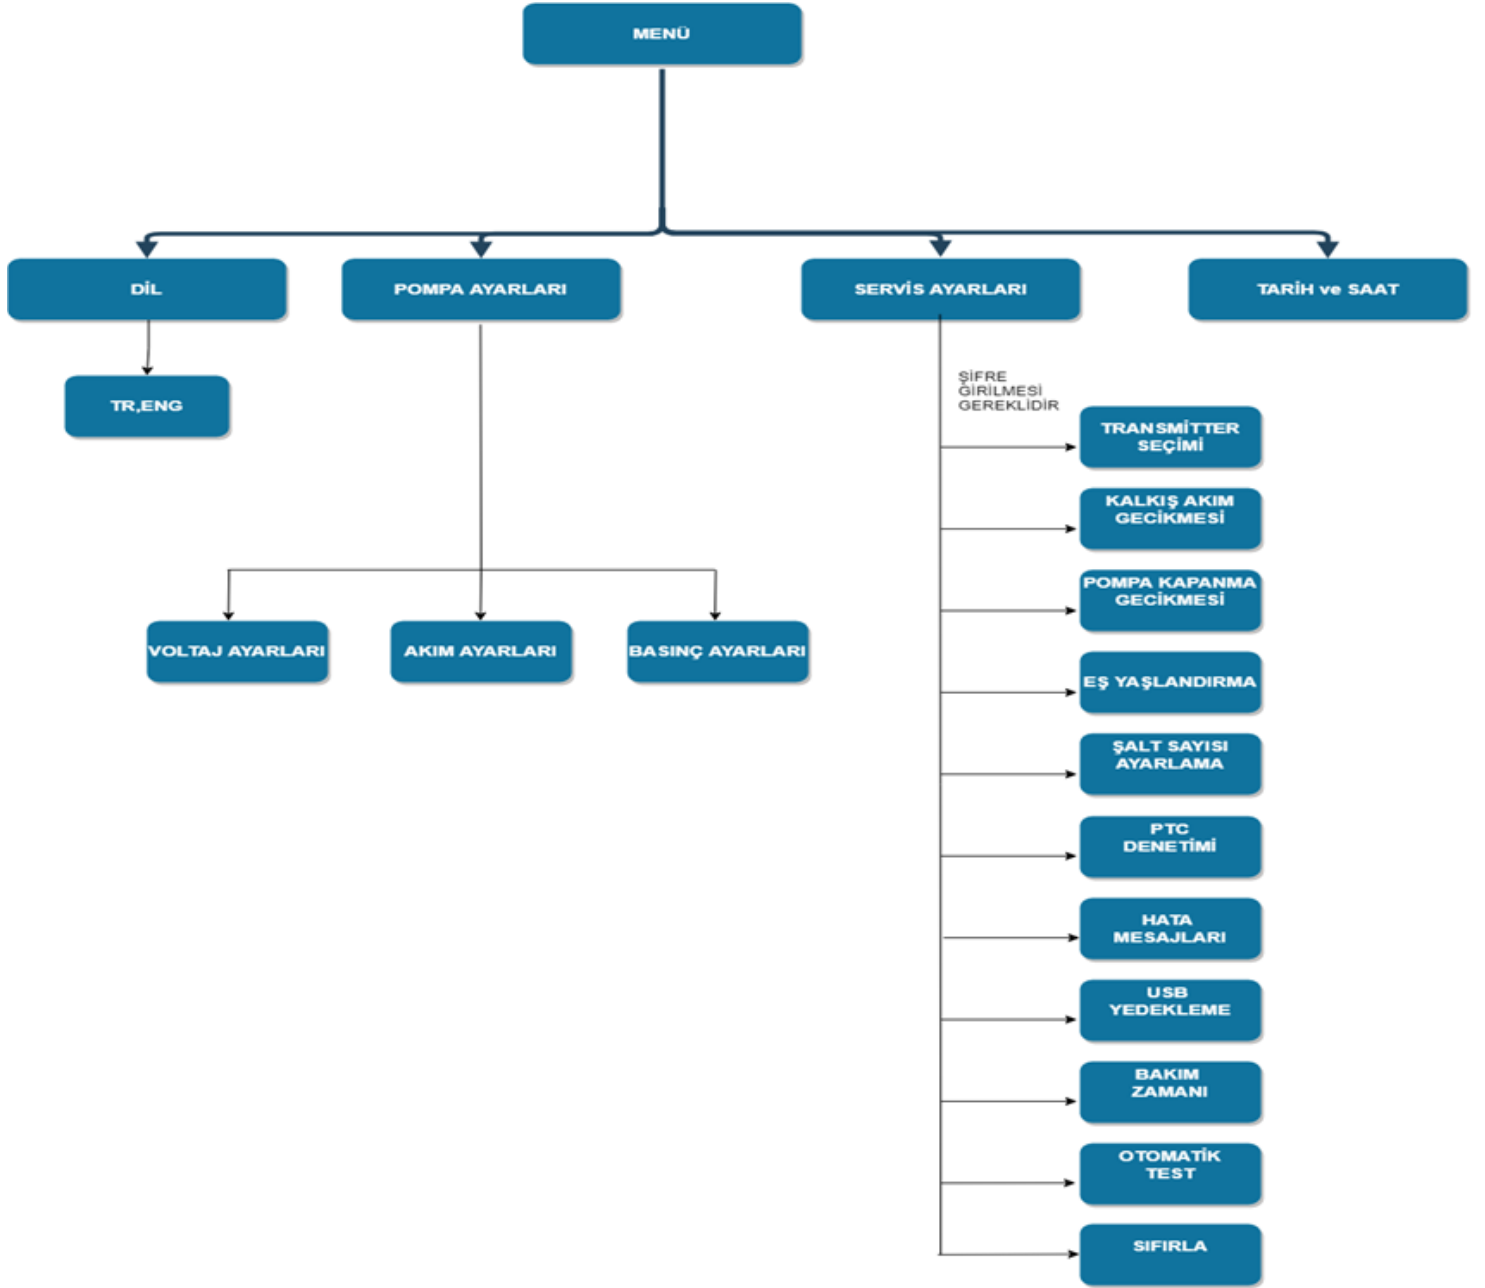 MENÜ
DİL
POMPA AYARLARI
SERVİS AYARLARI
TARİH ve SAAT
TR,ENG
VOLTAJ AYARLARI
AKIM AYARLARI
BASINÇ AYARLARI
ŞİFRE
GİRİLMESİ
GEREKLİDİR
TRANSMİTTER
SEÇİMİ
KALKIŞ AKIM
GECİKMESİ
POMPA KAPANMA
GECİKMESİ
EŞ YAŞLANDIRMA
ŞALT SAYISI
AYARLAMA
PTC
DENETİMİ
HATA
MESAJLARI
USB
YEDEKLEME
BAKIM
ZAMANI
OTOMATİK
TEST
SIFIRLA